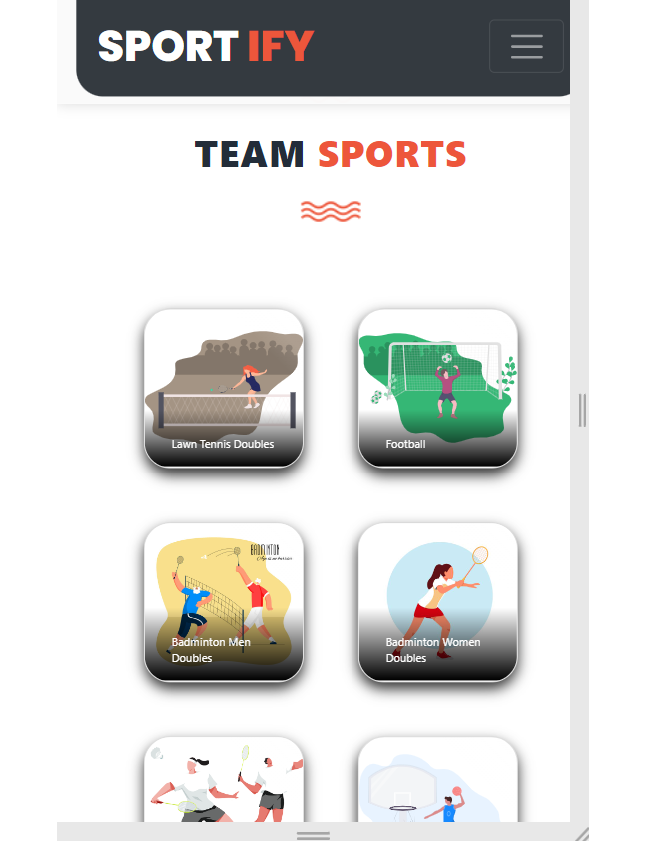 SPORT IFY
TEAM SPORTS
Lawn Tennis Doubles
Football
BADMINTON
Badminton Men
Doubles
Badminton Women
Doubles